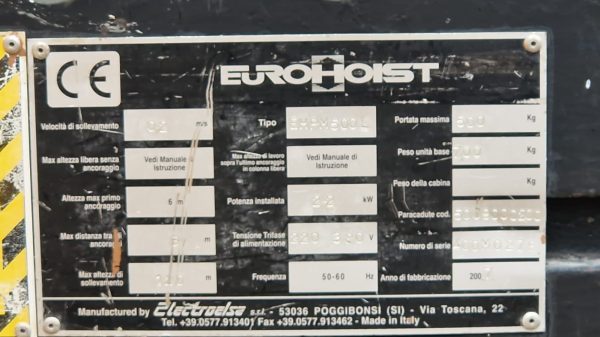 CE
EUROHOIST
Velocità di sollevamento m/s
Tipo
Portata massima Kg
Max altezza libera senza ancoraggio
Vedi Manuale di Istruzione
Max altezza di lavoro sopra l'ultimo ancoraggio in colonna libera
Vedi Manuale di Istruzione
Peso unità base Kg
Altezza max primo ancoraggio 6 m
Potenza installata 2.2 kW
Peso della cabina Kg
Max distanza tra ancoraggi m
Tensione Trifase di alimentazione V
Paracadute cod.
Numero di serie
Max altezza di sollevamento m
Frequenza 50-60 Hz
Anno di fabbricazione 200
Manufactured by Electroelsa s.r.l. - 53036 POGGIBONSI (SI) - Via Toscana, 22
Tel. +39.0577.913401 Fax +39.0577.913462 - Made in Italy